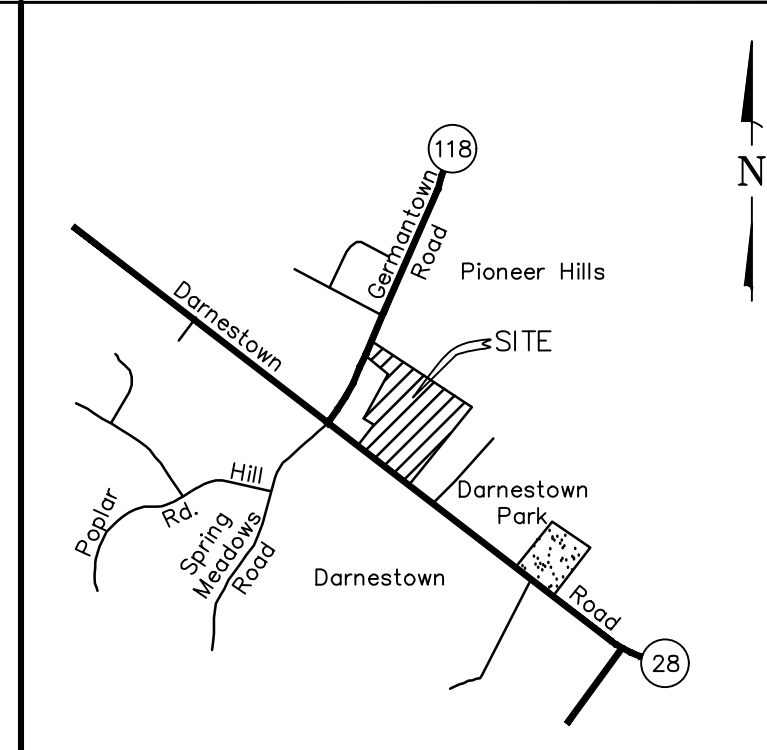 118
Germantown
Road
Pioneer Hills
N
Darnestown
SITE
Hill
Darnestown
Park
Poplar
Rd.
Spring
Meadows
Road
Darnestown
Road
28